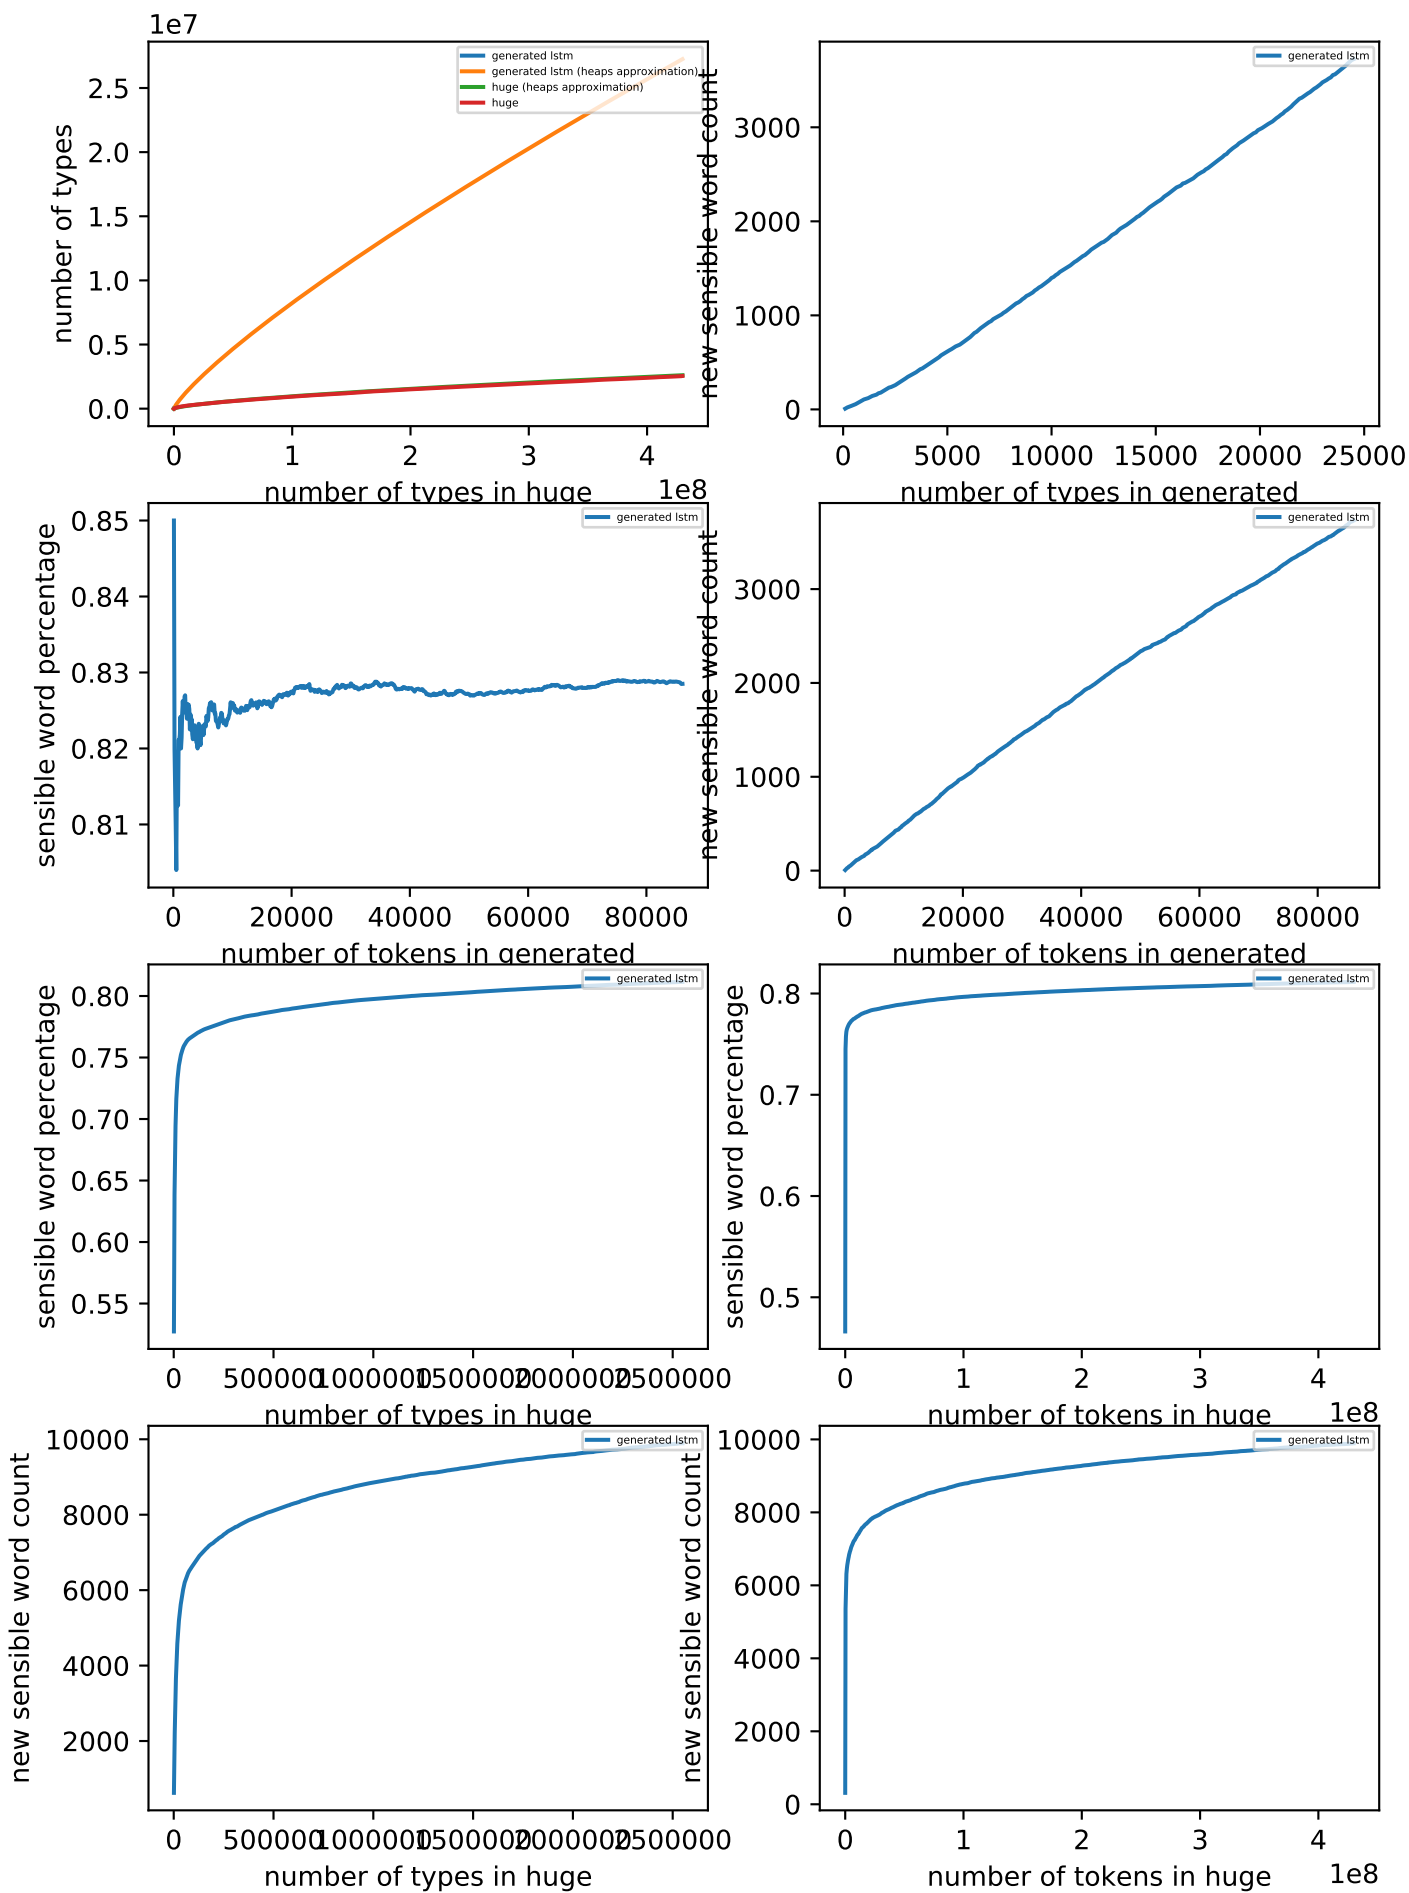 1e7
number of types
2.5
2.0
1.5
1.0
0.5
0.0
generated lstm
generated lstm (heaps approximation)
huge (heaps approximation)
huge
0 1 2 3 4
1e8
number of types in huge
new sensible word count
3000
2000
1000
0
generated lstm
0 5000 10000 15000 20000 25000
number of types in generated
sensible word percentage
0.85
0.84
0.83
0.82
0.81
generated lstm
0 20000 40000 60000 80000
number of tokens in generated
new sensible word count
3000
2000
1000
0
generated lstm
0 20000 40000 60000 80000
number of tokens in generated
sensible word percentage
0.80
0.75
0.70
0.65
0.60
0.55
generated lstm
0 500000 1000000 1500000 2000000 2500000
number of types in huge
sensible word percentage
0.8
0.7
0.6
0.5
generated lstm
0 1 2 3 4
1e8
number of tokens in huge
new sensible word count
10000
8000
6000
4000
2000
generated lstm
0 500000 1000000 1500000 2000000 2500000
number of types in huge
new sensible word count
10000
8000
6000
4000
2000
0
generated lstm
0 1 2 3 4
1e8
number of tokens in huge